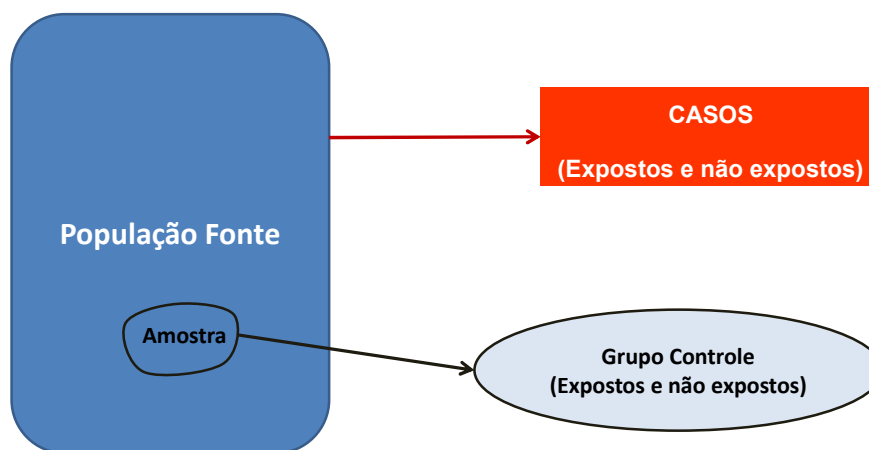 CASOS
(Expostos e não expostos)
População Fonte
Amostra
Grupo Controle
(Expostos e não expostos)